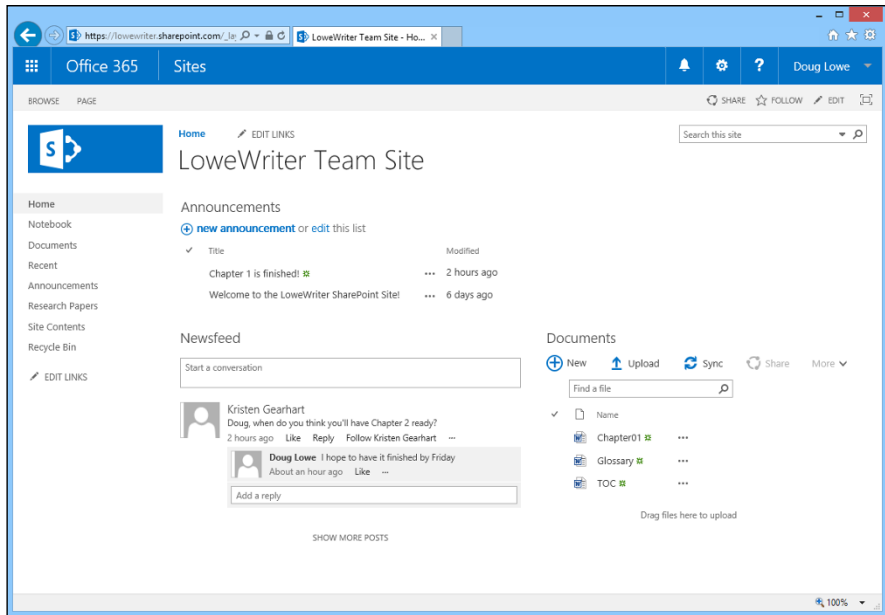 https://lowewriter.sharepoint.com/_la
LoweWriter Team Site - Ho...
Office 365
Sites
?
Doug Lowe
BROWSE PAGE
SHARE FOLLOW EDIT
S
Home EDIT LINKS
Search this site
LoweWriter Team Site
Home
Notebook
Documents
Recent
Announcements
Research Papers
Site Contents
Recycle Bin
EDIT LINKS
Announcements
new announcement or edit this list
Title Modified
Chapter 1 is finished! ... 2 hours ago
Welcome to the LoweWriter SharePoint Site! ... 6 days ago
Newsfeed
Start a conversation
Kristen Gearhart
Doug, when do you think you'll have Chapter 2 ready?
2 hours ago Like Reply Follow Kristen Gearhart ...
Doug Lowe I hope to have it finished by Friday
About an hour ago Like ...
Add a reply
SHOW MORE POSTS
Documents
New Upload Sync Share More
Find a file
Name
Chapter01 ...
Glossary ...
TOC ...
Drag files here to upload
100%